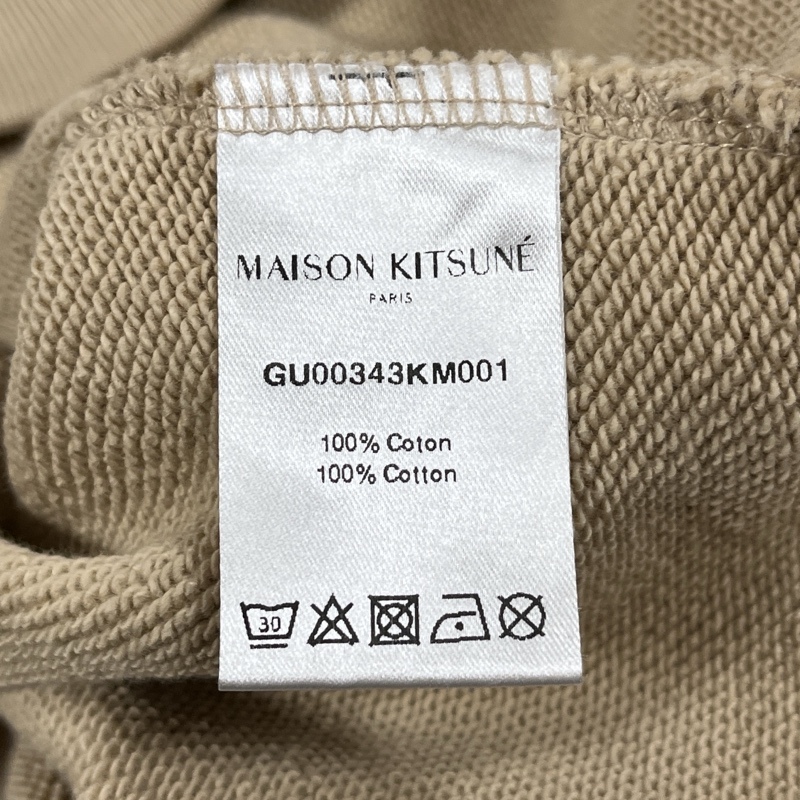 MAISON KITSUNÉ
PARIS
GU00343KM001
100% Coton
100% Cotton
30